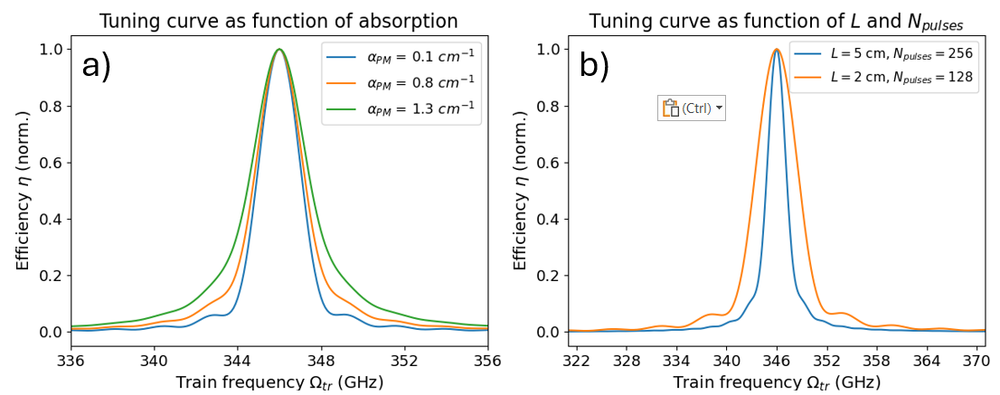 Tuning curve as function of absorption
a)
α_PM = 0.1 cm⁻¹
α_PM = 0.8 cm⁻¹
α_PM = 1.3 cm⁻¹
Efficiency η (norm.)
1.0
0.8
0.6
0.4
0.2
0.0
336 340 344 348 352 356
Train frequency Ω_tr (GHz)
Tuning curve as function of L and N_pulses
b)
L = 5 cm, N_pulses = 256
L = 2 cm, N_pulses = 128
(Ctrl)
Efficiency η (norm.)
1.0
0.8
0.6
0.4
0.2
0.0
322 328 334 340 346 352 358 364 370
Train frequency Ω_tr (GHz)